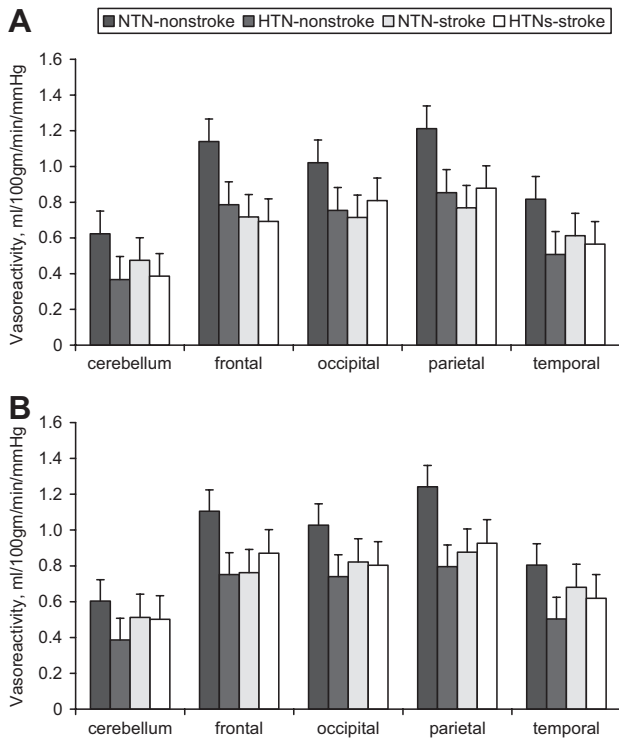 A
NTN-nonstroke HTN-nonstroke NTN-stroke HTNs-stroke
Vasoreactivity, ml/100gm/min/mmHg
1.6
1.4
1.2
1.0
0.8
0.6
0.4
0.2
0
cerebellum frontal occipital parietal temporal
B
Vasoreactivity, ml/100gm/min/mmHg
1.6
1.4
1.2
1.0
0.8
0.6
0.4
0.2
0
cerebellum frontal occipital parietal temporal